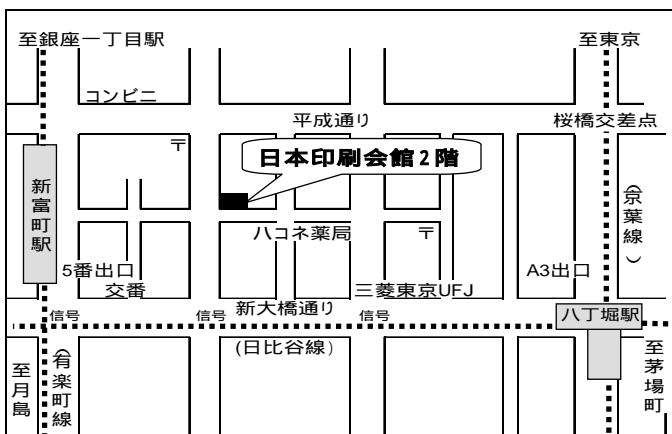 至銀座一丁目駅
至東京
コンビニ
平成通り
桜橋交差点
〒
日本印刷会館2階
新富町駅
(京葉線)
ハコネ薬局
〒
5番出口
A3出口
交番
三菱東京UFJ
新大橋通り
信号
信号
信号
八丁堀駅
(日比谷線)
至月島
(有楽町線
至茅場町